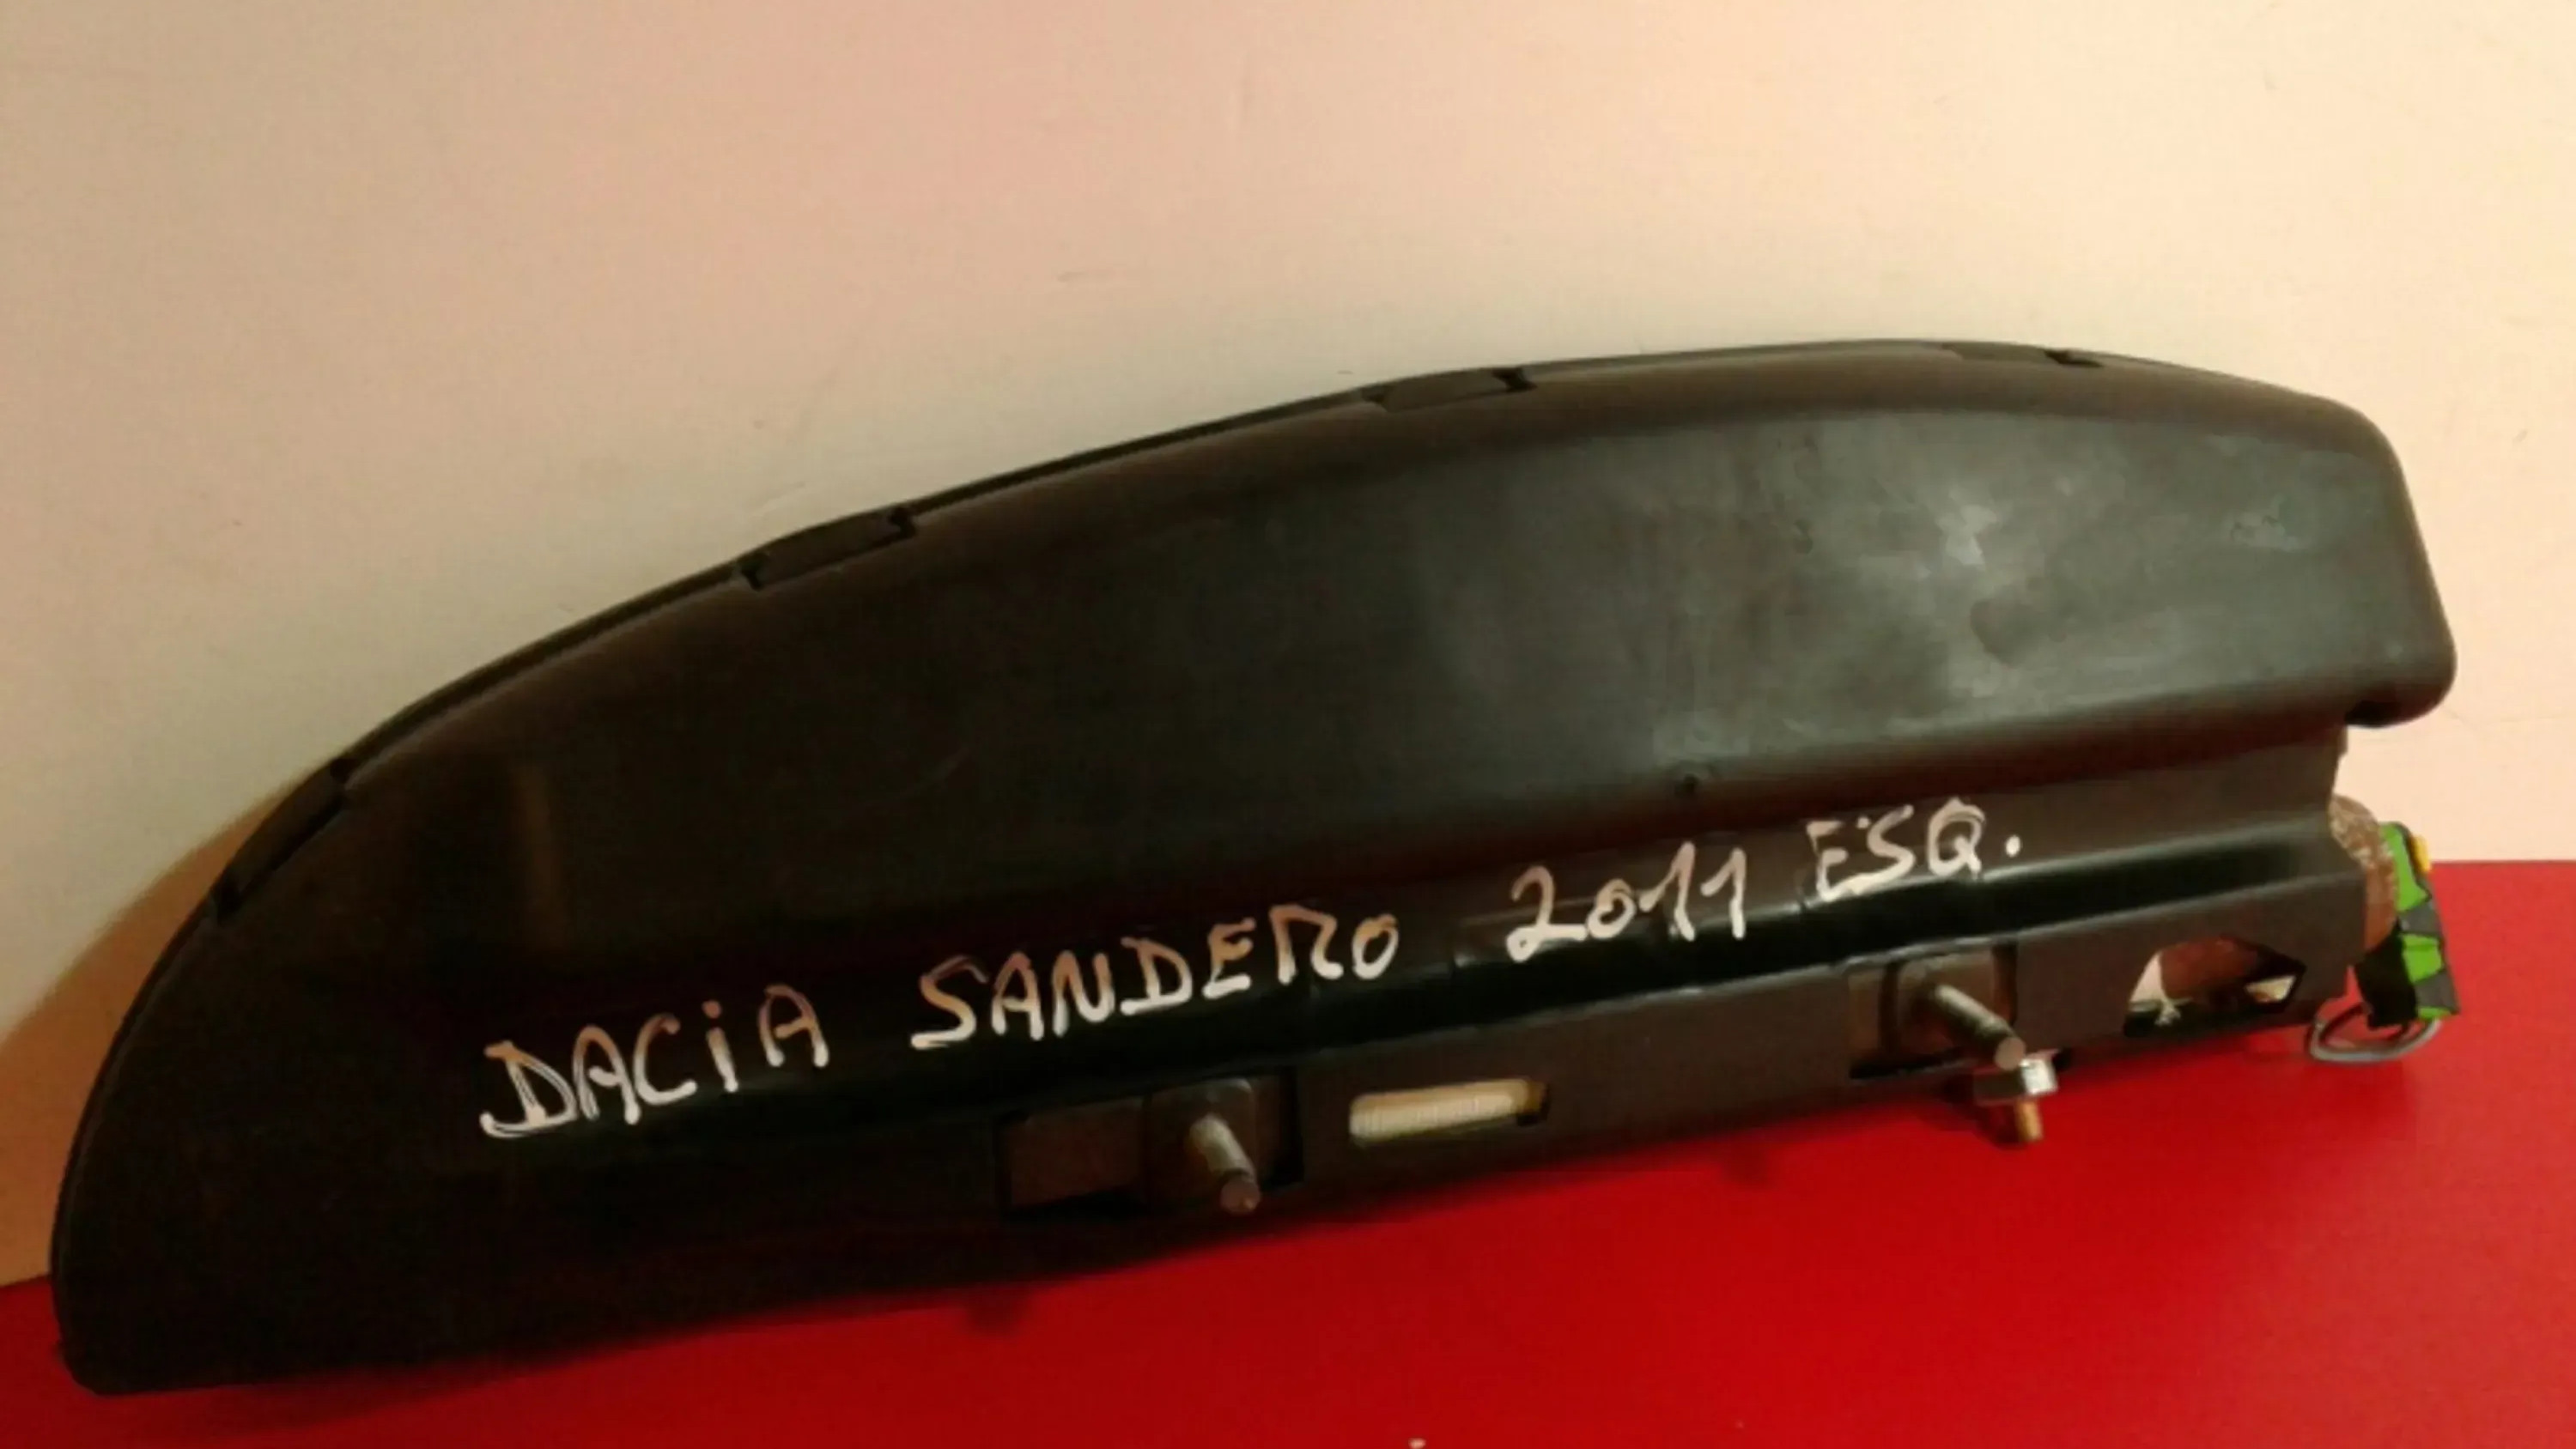 DACiA SANDERO 2011 ESQ.